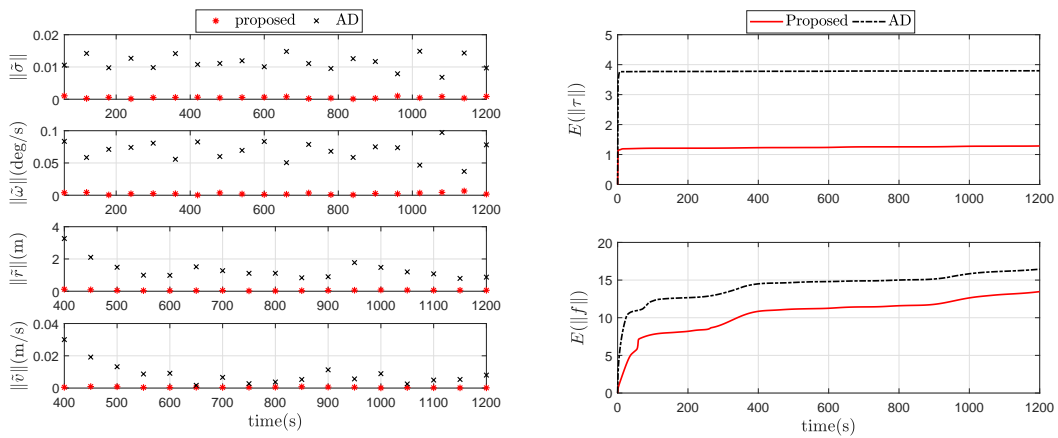 proposed AD
0.02
0.01
0
‖σ̃‖
200 400 600 800 1000 1200
0.1
0.05
0
‖ω̃‖(deg/s)
200 400 600 800 1000 1200
4
2
0
‖r̃‖(m)
400 500 600 700 800 900 1000 1100 1200
0.04
0.02
0
‖ṽ‖(m/s)
400 500 600 700 800 900 1000 1100 1200
time(s)
Proposed AD
5
4
3
2
1
0
E(‖τ‖)
0 200 400 600 800 1000 1200
20
15
10
5
0
E(‖f‖)
0 200 400 600 800 1000 1200
time(s)